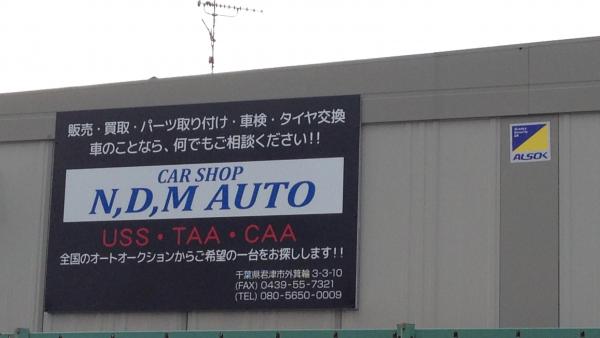 販売・買取・パーツ取り付け・車検・タイヤ交換
車のことなら、何でもご相談ください!!
CAR SHOP
N,D,M AUTO
USS・TAA・CAA
全国のオートオークションからご希望の一台をお探しします!!
千葉県君津市外箕輪 3-3-10
(FAX) 0439-55-7321
(TEL) 080-5650-0009
ALSOK